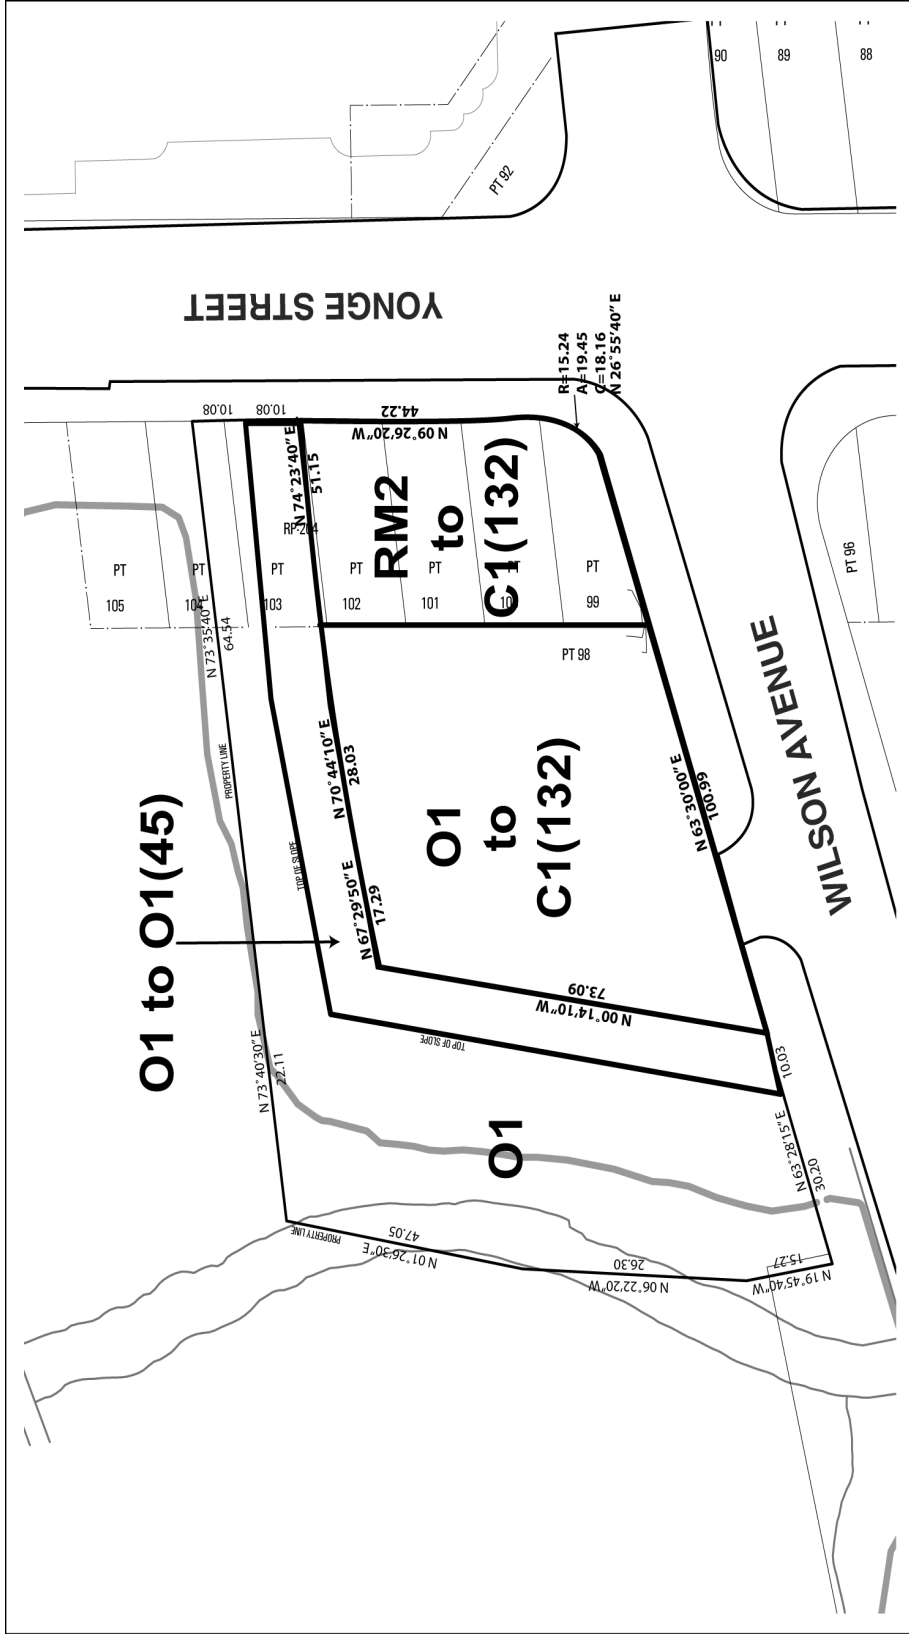 90
89
88
PT 92
YONGE STREET
R=15.24
A=19.45
C=18.16
N 26°55'40" E
10.08
10.08
44.22
N 09°26'20" W
N 74°23'40" E
51.15
RP-204
RM2
to
C1(132)
PT
105
PT
104
PT
103
PT
102
PT
101
PT
99
PT 98
PT 96
N 73°35'40" E
64.54
PROPERTY LINE
TOP OF SLOPE
N 70°44'10" E
28.03
N 67°29'50" E
17.29
O1
to
C1(132)
N 63°30'00" E
100.99
WILSON AVENUE
O1 to O1(45)
73.09
N 00°14'10" W
TOP OF SLOPE
10.03
N 73°40'30" E
22.11
O1
N 63°28'15" E
30.20
PROPERTY LINE
47.05
N 01°26'30" E
26.30
N 06°22'20" W
15.27
N 19°45'40" W